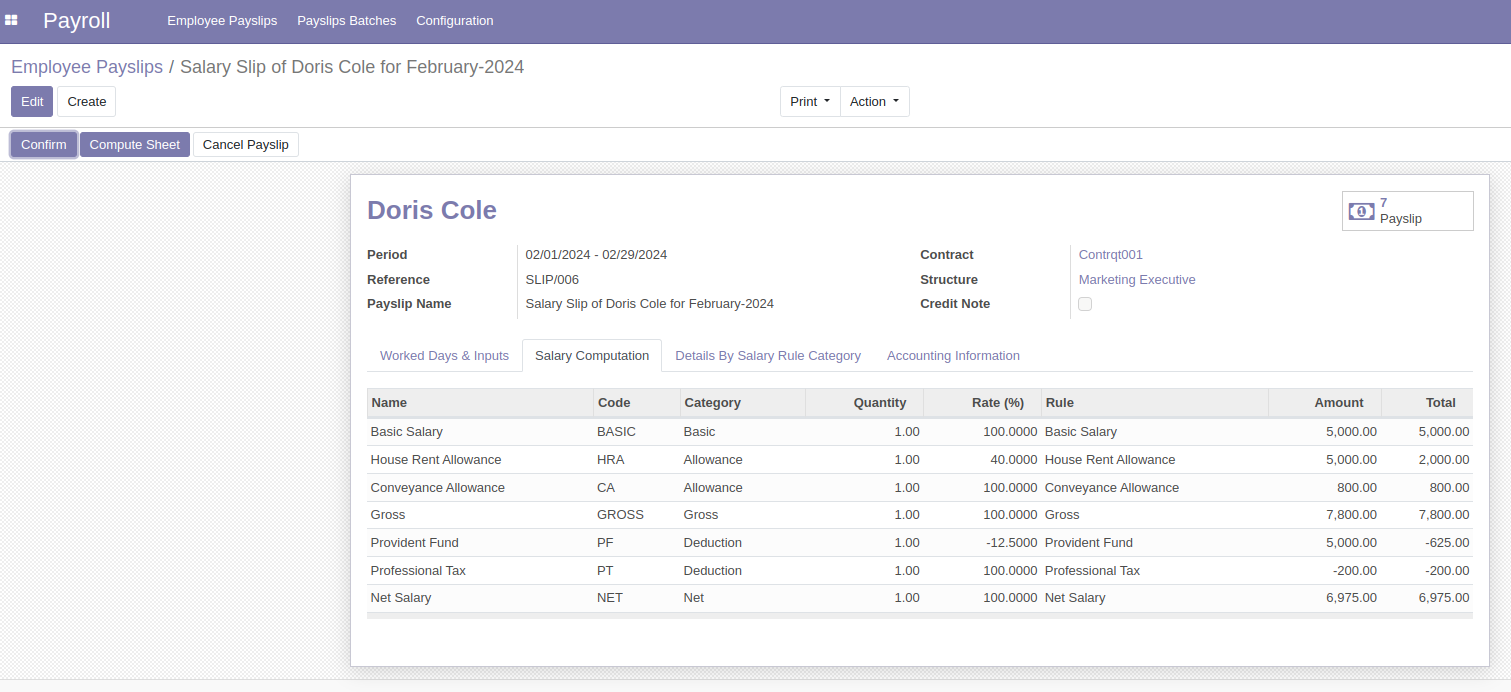 Payroll Employee Payslips Payslips Batches Configuration
Employee Payslips / Salary Slip of Doris Cole for February-2024
Edit Create Print Action
Confirm Compute Sheet Cancel Payslip
Doris Cole
1 7
Payslip
Period 02/01/2024 - 02/29/2024 Contract Contrqt001
Reference SLIP/006 Structure Marketing Executive
Payslip Name Salary Slip of Doris Cole for February-2024 Credit Note
Worked Days & Inputs Salary Computation Details By Salary Rule Category Accounting Information
Name Code Category Quantity Rate (%) Rule Amount Total
Basic Salary BASIC Basic 1.00 100.0000 Basic Salary 5,000.00 5,000.00
House Rent Allowance HRA Allowance 1.00 40.0000 House Rent Allowance 5,000.00 2,000.00
Conveyance Allowance CA Allowance 1.00 100.0000 Conveyance Allowance 800.00 800.00
Gross GROSS Gross 1.00 100.0000 Gross 7,800.00 7,800.00
Provident Fund PF Deduction 1.00 -12.5000 Provident Fund 5,000.00 -625.00
Professional Tax PT Deduction 1.00 100.0000 Professional Tax -200.00 -200.00
Net Salary NET Net 1.00 100.0000 Net Salary 6,975.00 6,975.00